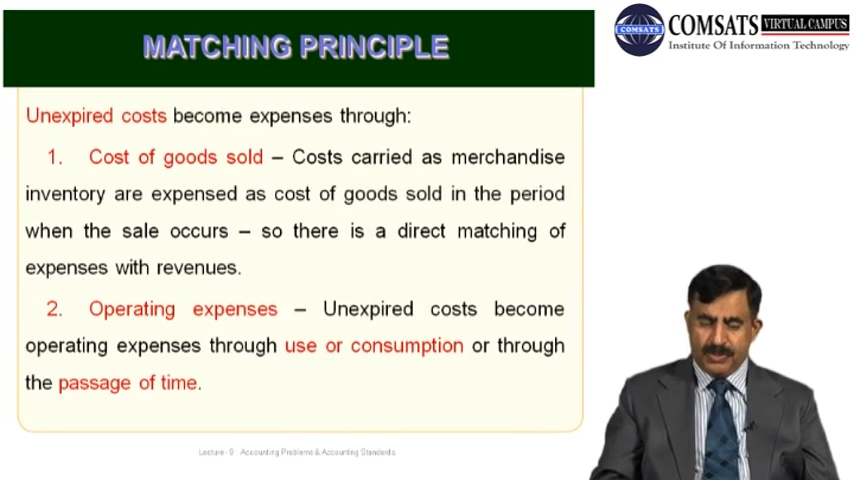 MATCHING PRINCIPLE
COMSATS
COMSATS VIRTUAL CAMPUS
Institute Of Information Technology
Unexpired costs become expenses through:
1. Cost of goods sold – Costs carried as merchandise
inventory are expensed as cost of goods sold in the period
when the sale occurs – so there is a direct matching of
expenses with revenues.
2. Operating expenses – Unexpired costs become
operating expenses through use or consumption or through
the passage of time.
Lecture - 9 : Accounting Problems & Accounting Standards.